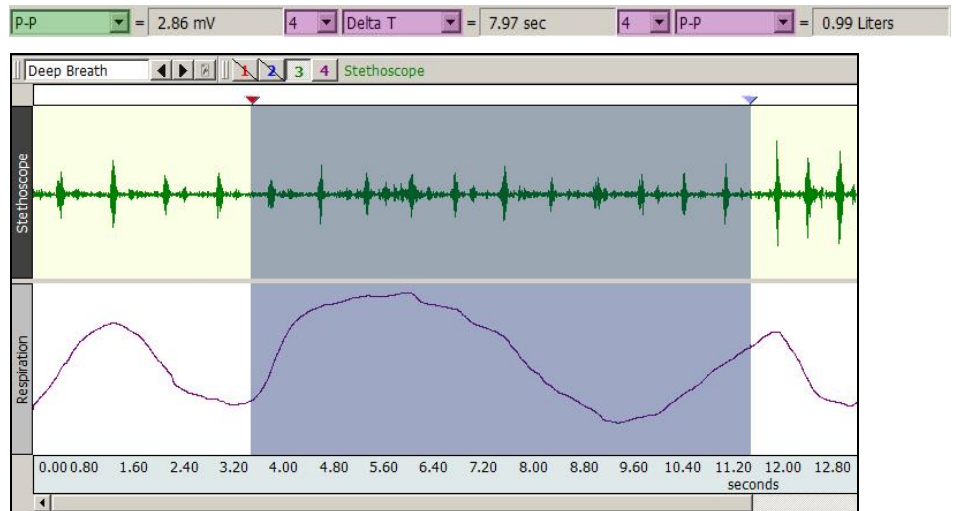 P-P = 2.86 mV 4 Delta T = 7.97 sec 4 P-P = 0.99 Liters
Deep Breath 1 2 3 4 Stethoscope
Stethoscope
Respiration
0.00 0.80 1.60 2.40 3.20 4.00 4.80 5.60 6.40 7.20 8.00 8.80 9.60 10.40 11.20 12.00 12.80
seconds